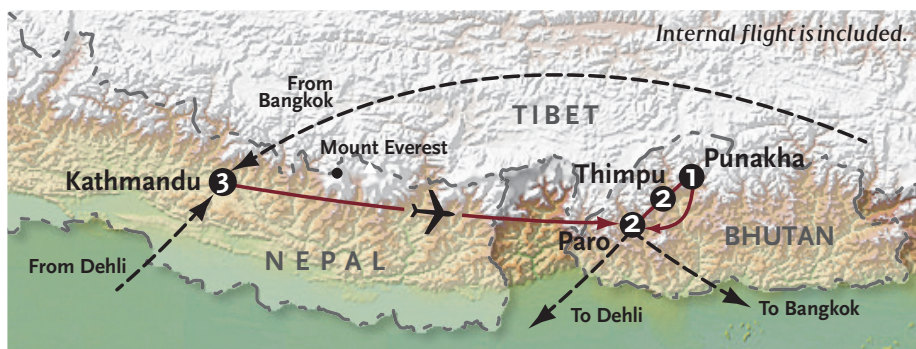 Internal flight is included.
From
Bangkok
TIBET
Mount Everest
Thimpu
Punakha
Kathmandu
3
1
2
2
Paro
BHUTAN
NEPAL
From Dehli
To Dehli
To Bangkok